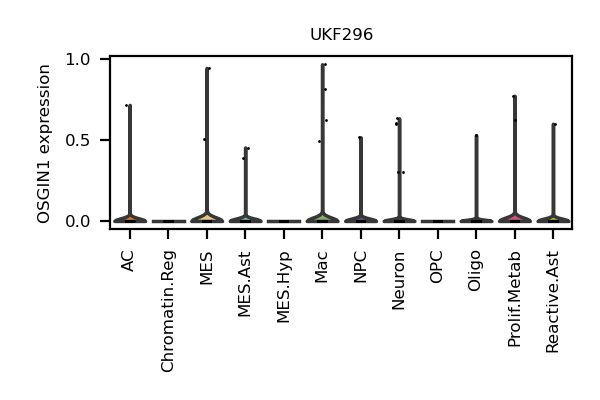 UKF296
OSGIN1 expression
1.0
0.5
0.0
AC
Chromatin.Reg
MES
MES.Ast
MES.Hyp
Mac
NPC
Neuron
OPC
Oligo
Prolif.Metab
Reactive.Ast